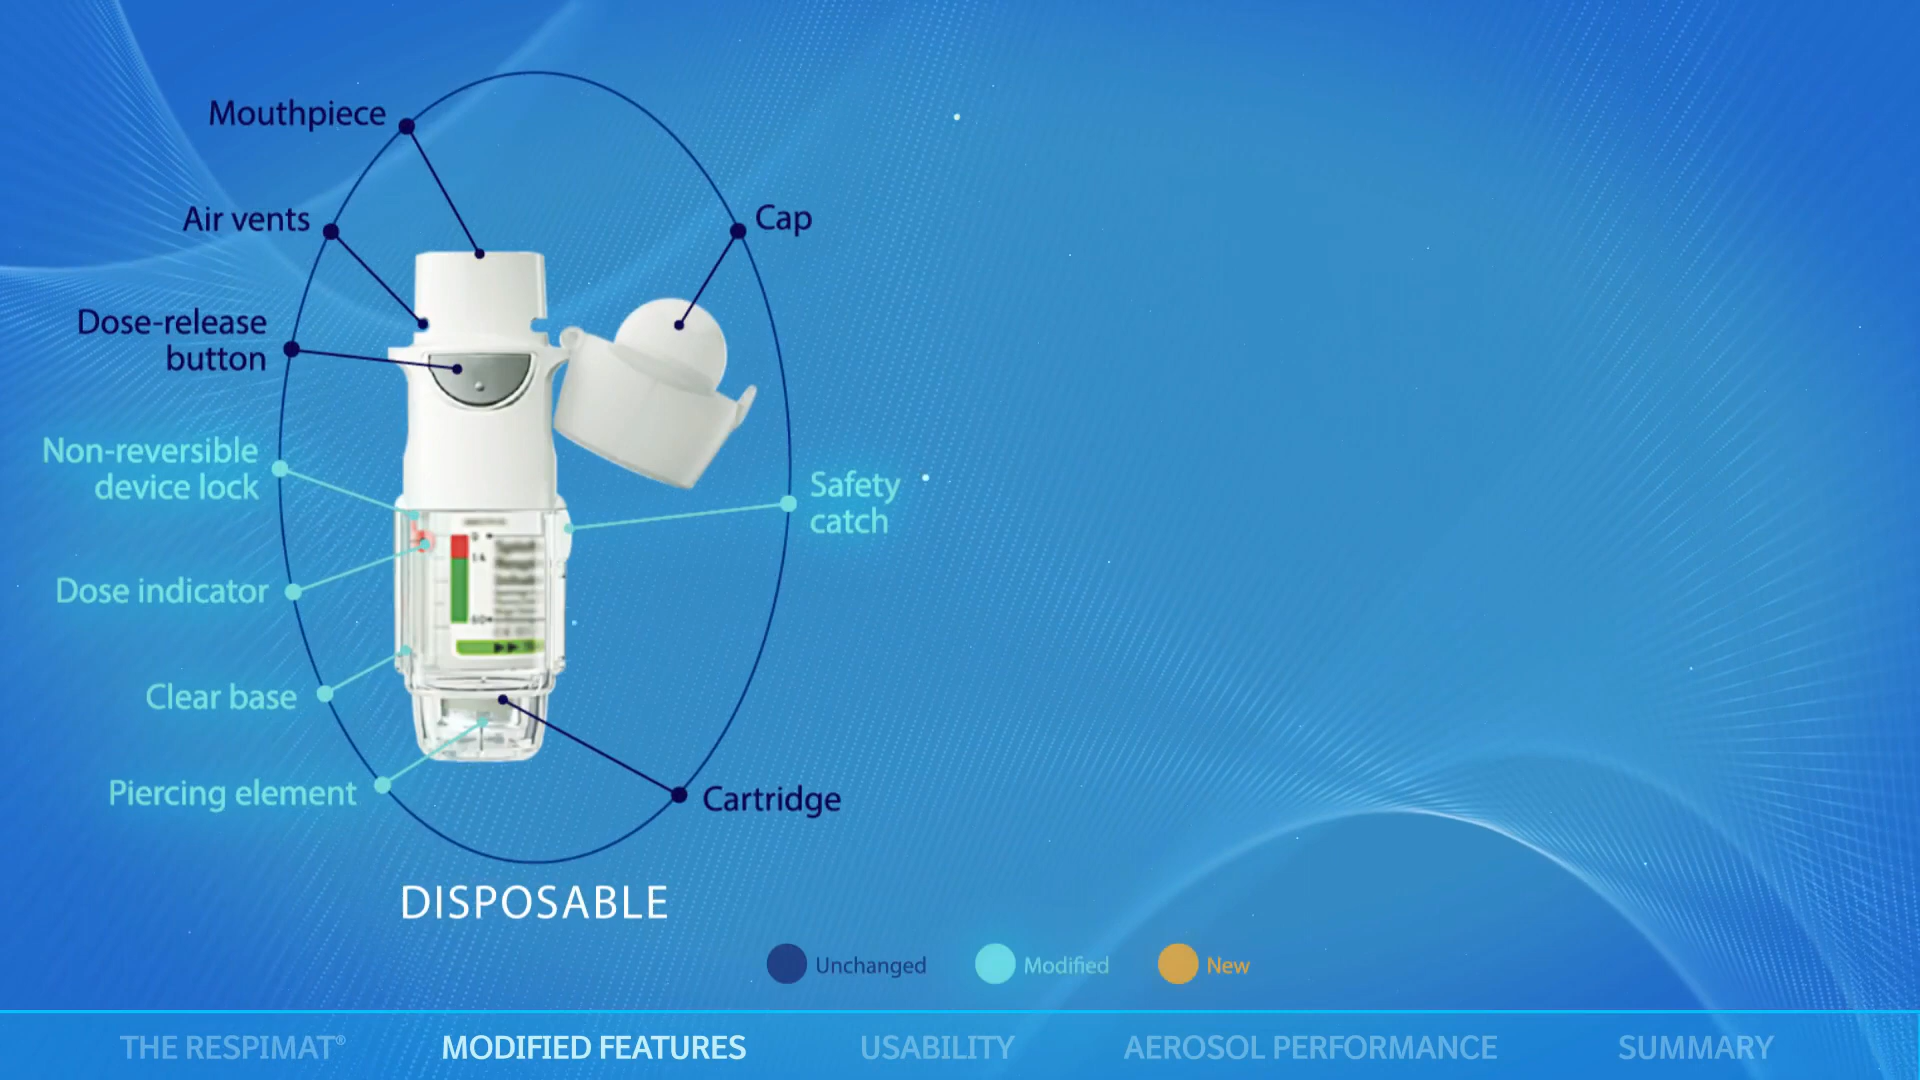 Mouthpiece
Air vents
Cap
Dose-release
button
Non-reversible
device lock
Safety
catch
Dose indicator
Clear base
Piercing element
Cartridge
DISPOSABLE
Unchanged
Modified
New
THE RESPIMAT®
MODIFIED FEATURES
USABILITY
AEROSOL PERFORMANCE
SUMMARY